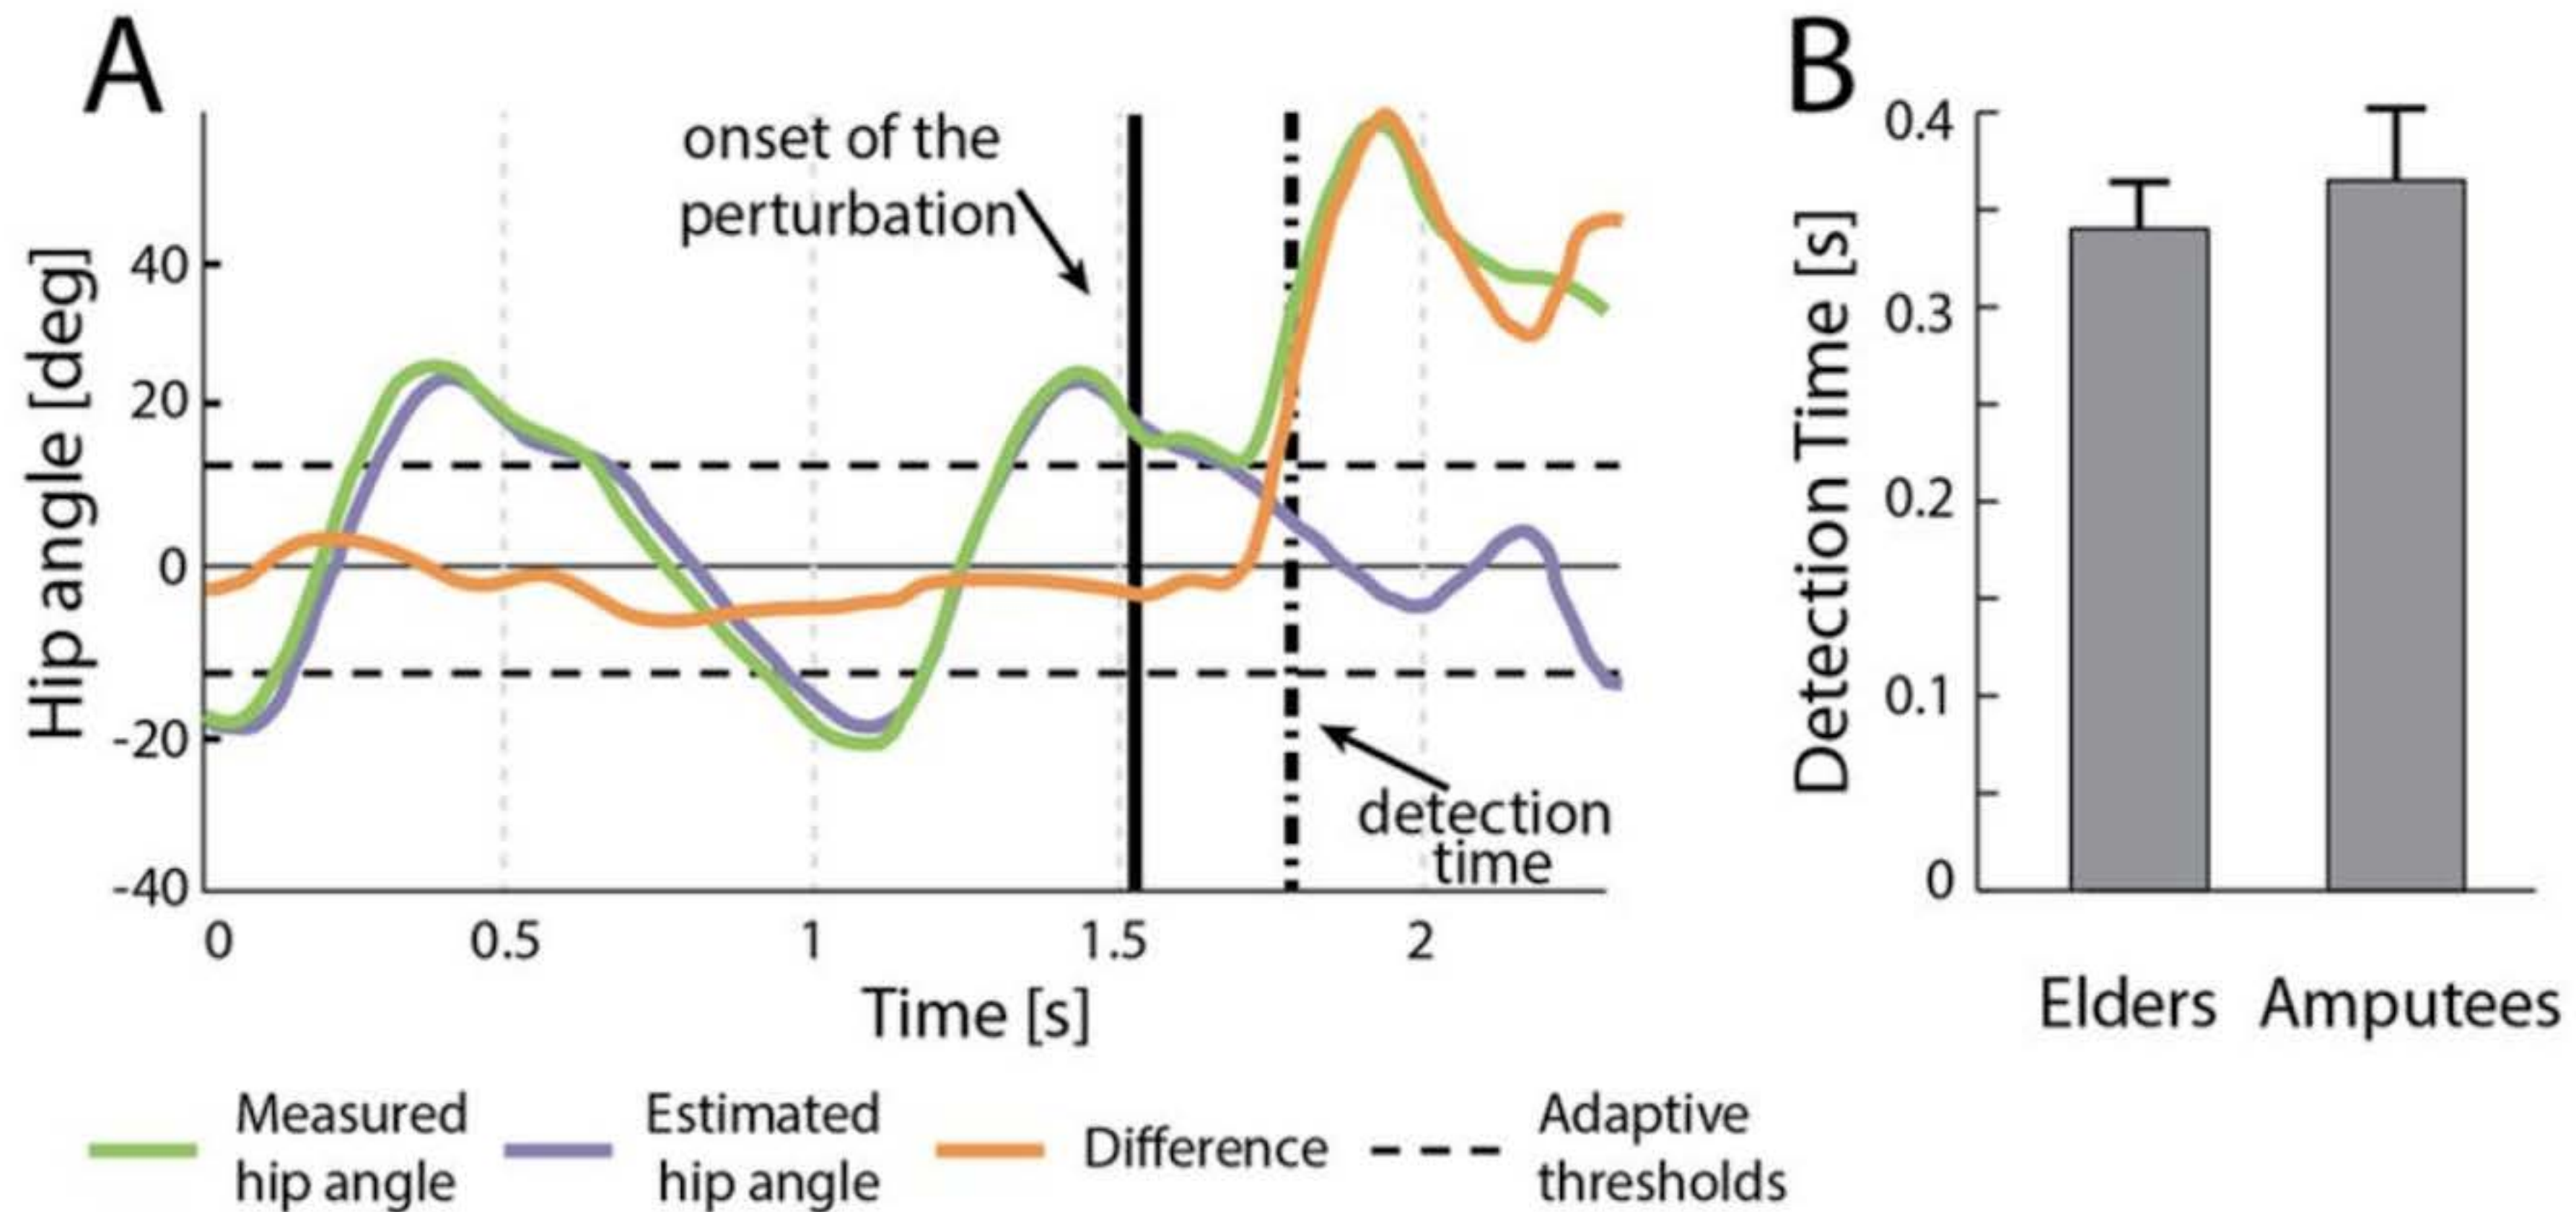 A
onset of the
perturbation
Hip angle [deg]
40
20
0
-20
-40
detection
time
0
0.5
1
1.5
2
Time [s]
B
Detection Time [s]
0.4
0.3
0.2
0.1
0
Elders
Amputees
Measured
hip angle
Estimated
hip angle
Difference
Adaptive
thresholds